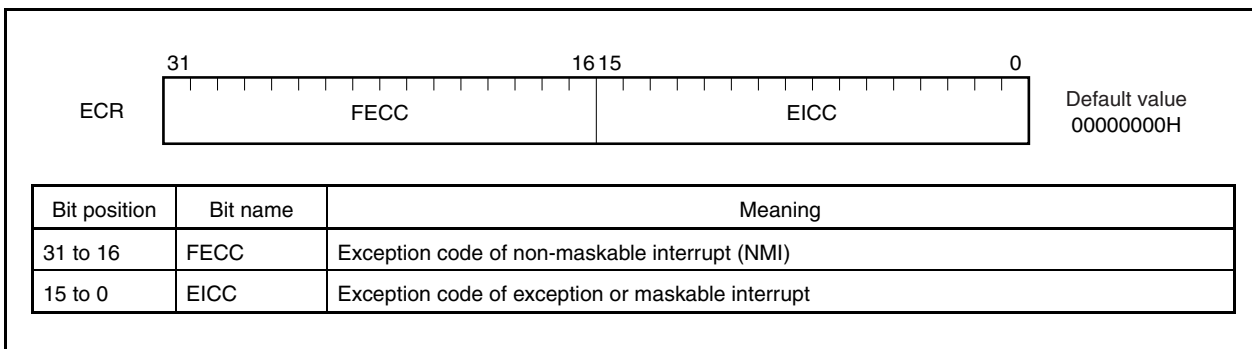 31 16 15 0
ECR FECC EICC Default value
00000000H
Bit position Bit name Meaning
31 to 16 FECC Exception code of non-maskable interrupt (NMI)
15 to 0 EICC Exception code of exception or maskable interrupt